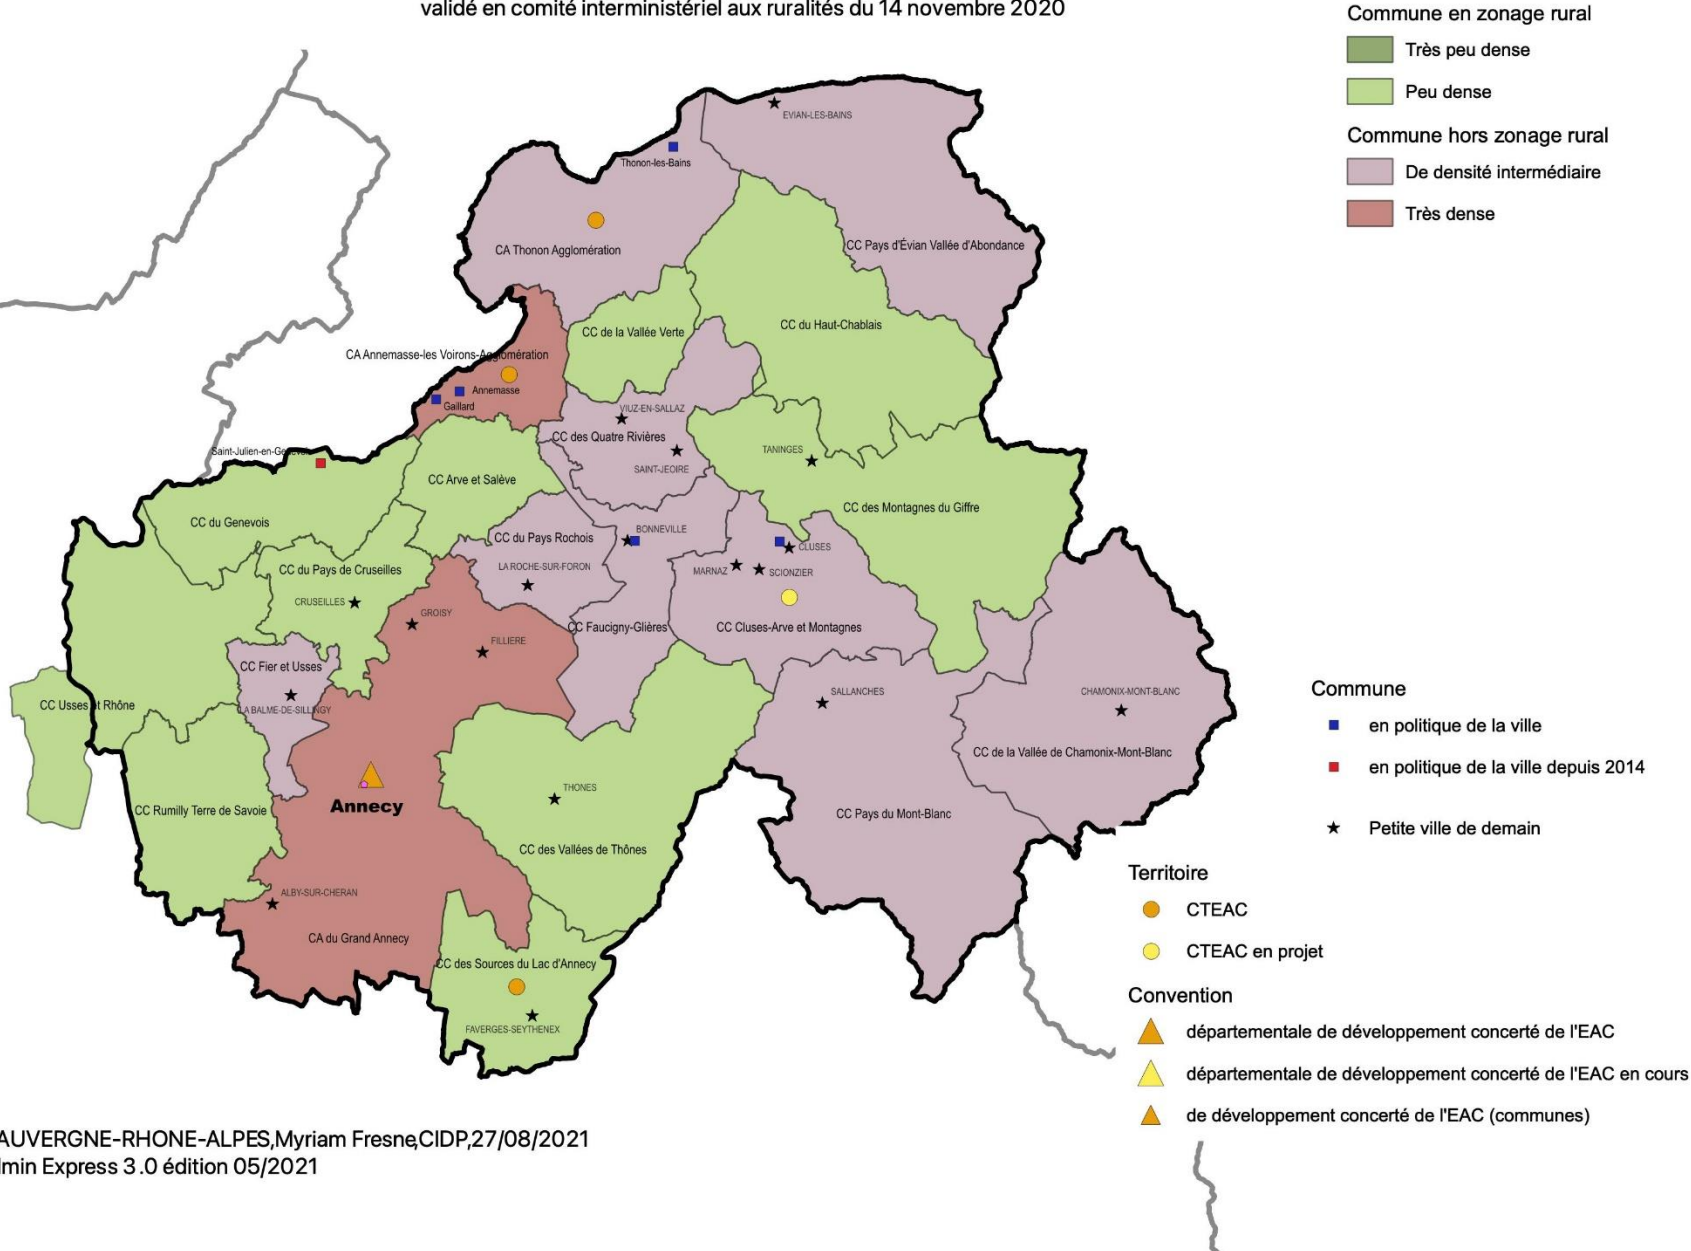 validé en comité interministériel aux ruralités du 14 novembre 2020
Commune en zonage rural
Très peu dense
Peu dense
Commune hors zonage rural
De densité intermédiaire
Très dense
EVIAN-LES-BAINS
Thonon-les-Bains
CA Thonon Agglomération
CC Pays d'Évian Vallée d'Abondance
CC de la Vallée Verte
CC du Haut-Chablais
CA Annemasse-les Voirons-Agglomération
Annemasse
Gaillard
VIUZ-EN-SALLAZ
CC des Quatre Rivières
SAINT-JEOIRE
TANINGES
Saint-Julien-en-Genevois
CC Arve et Salève
CC des Montagnes du Giffre
CC du Genevois
BONNEVILLE
CC du Pays Rochois
CLUSES
MARNAZ
SCIONZIER
LA ROCHE-SUR-FORON
CC du Pays de Cruseilles
CRUSEILLES
GROISY
CC Faucigny-Glières
CC Cluses-Arve et Montagnes
FILLIERE
CC Fier et Usses
SALLANCHES
CHAMONIX-MONT-BLANC
CC Usses et Rhône
LA BALME-DE-SILLINGY
CC de la Vallée de Chamonix-Mont-Blanc
THONES
Annecy
CC Rumilly Terre de Savoie
CC Pays du Mont-Blanc
CC des Vallées de Thônes
ALBY-SUR-CHERAN
CA du Grand Annecy
CC des Sources du Lac d'Annecy
FAVERGES-SEYTHENEX
Commune
en politique de la ville
en politique de la ville depuis 2014
Petite ville de demain
Territoire
CTEAC
CTEAC en projet
Convention
départementale de développement concerté de l'EAC
départementale de développement concerté de l'EAC en cours
de développement concerté de l'EAC (communes)
AUVERGNE-RHONE-ALPES,Myriam Fresne,CIDP,27/08/2021
dmin Express 3.0 édition 05/2021